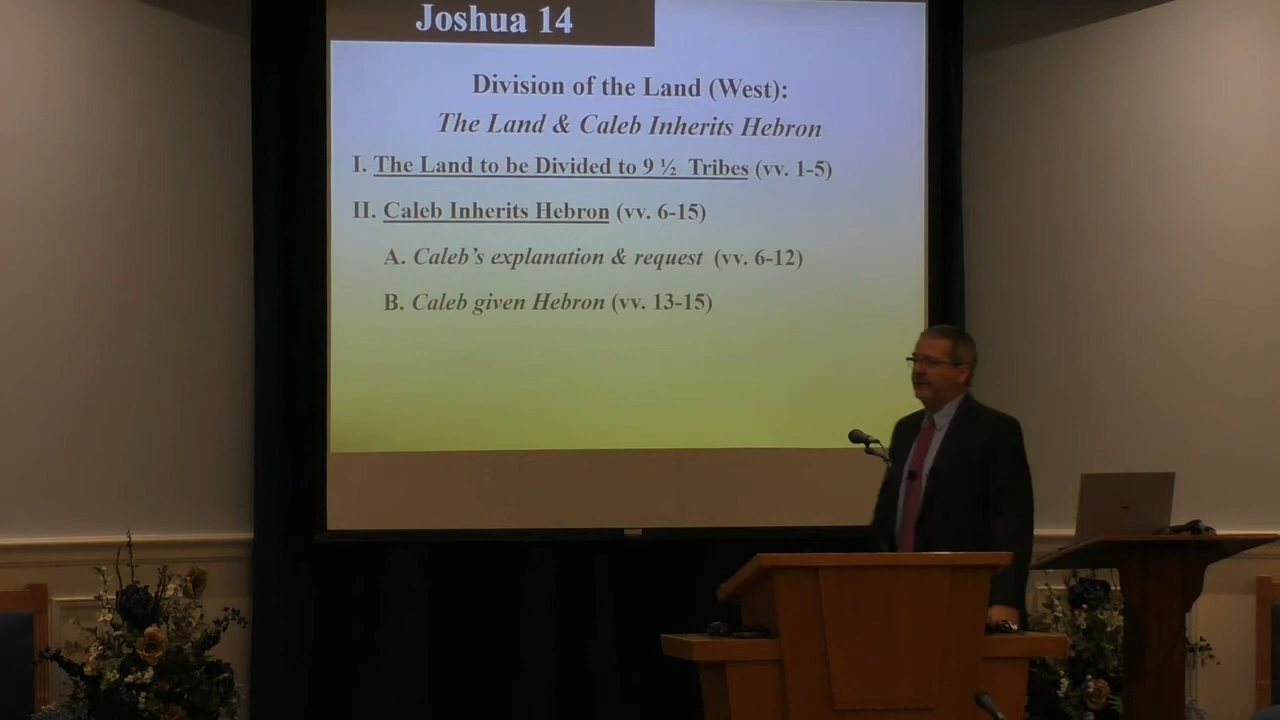 Joshua 14
Division of the Land (West):
The Land & Caleb Inherits Hebron
I. The Land to be Divided to 9 ½ Tribes (vv. 1-5)
II. Caleb Inherits Hebron (vv. 6-15)
A. Caleb’s explanation & request (vv. 6-12)
B. Caleb given Hebron (vv. 13-15)